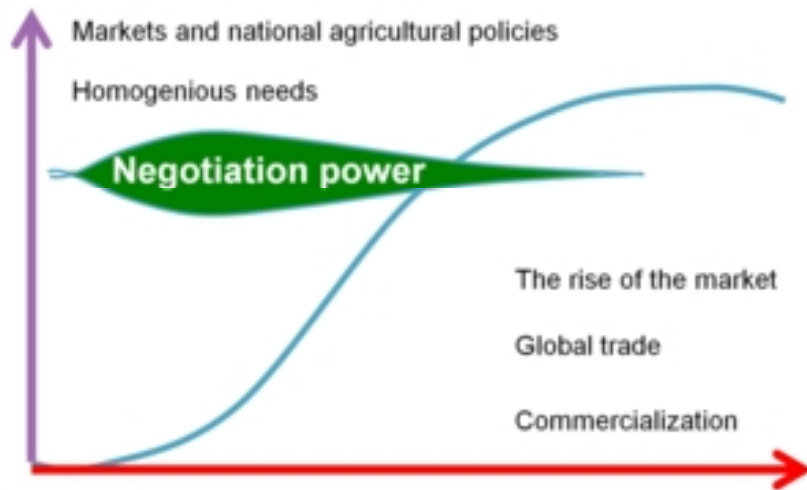 Markets and national agricultural policies
Homogenious needs
Negotiation power
The rise of the market
Global trade
Commercialization